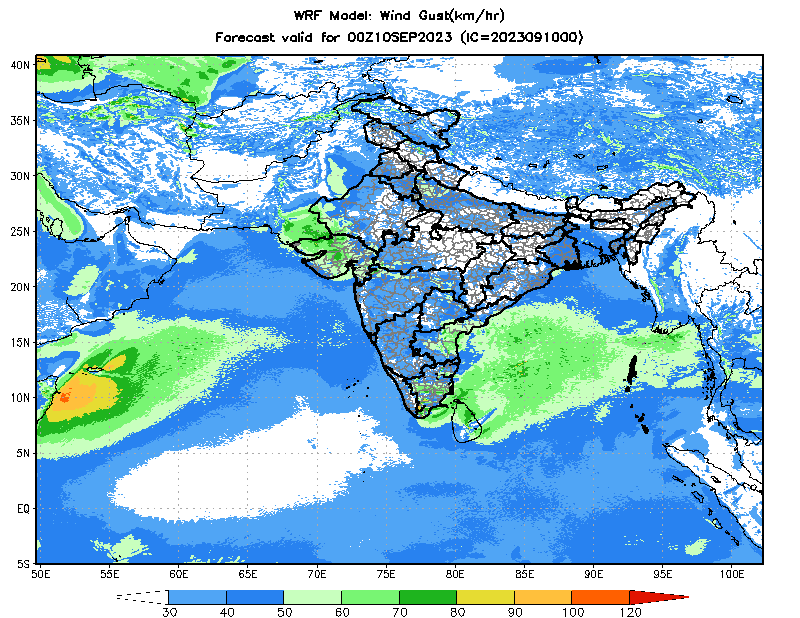 WRF Model: Wind Gust(km/hr)
Forecast valid for 00Z10SEP2023 (IC=2023091000)
40N
35N
30N
25N
20N
15N
10N
5N
EQ
5S
50E 55E 60E 65E 70E 75E 80E 85E 90E 95E 100E
30 40 50 60 70 80 90 100 120